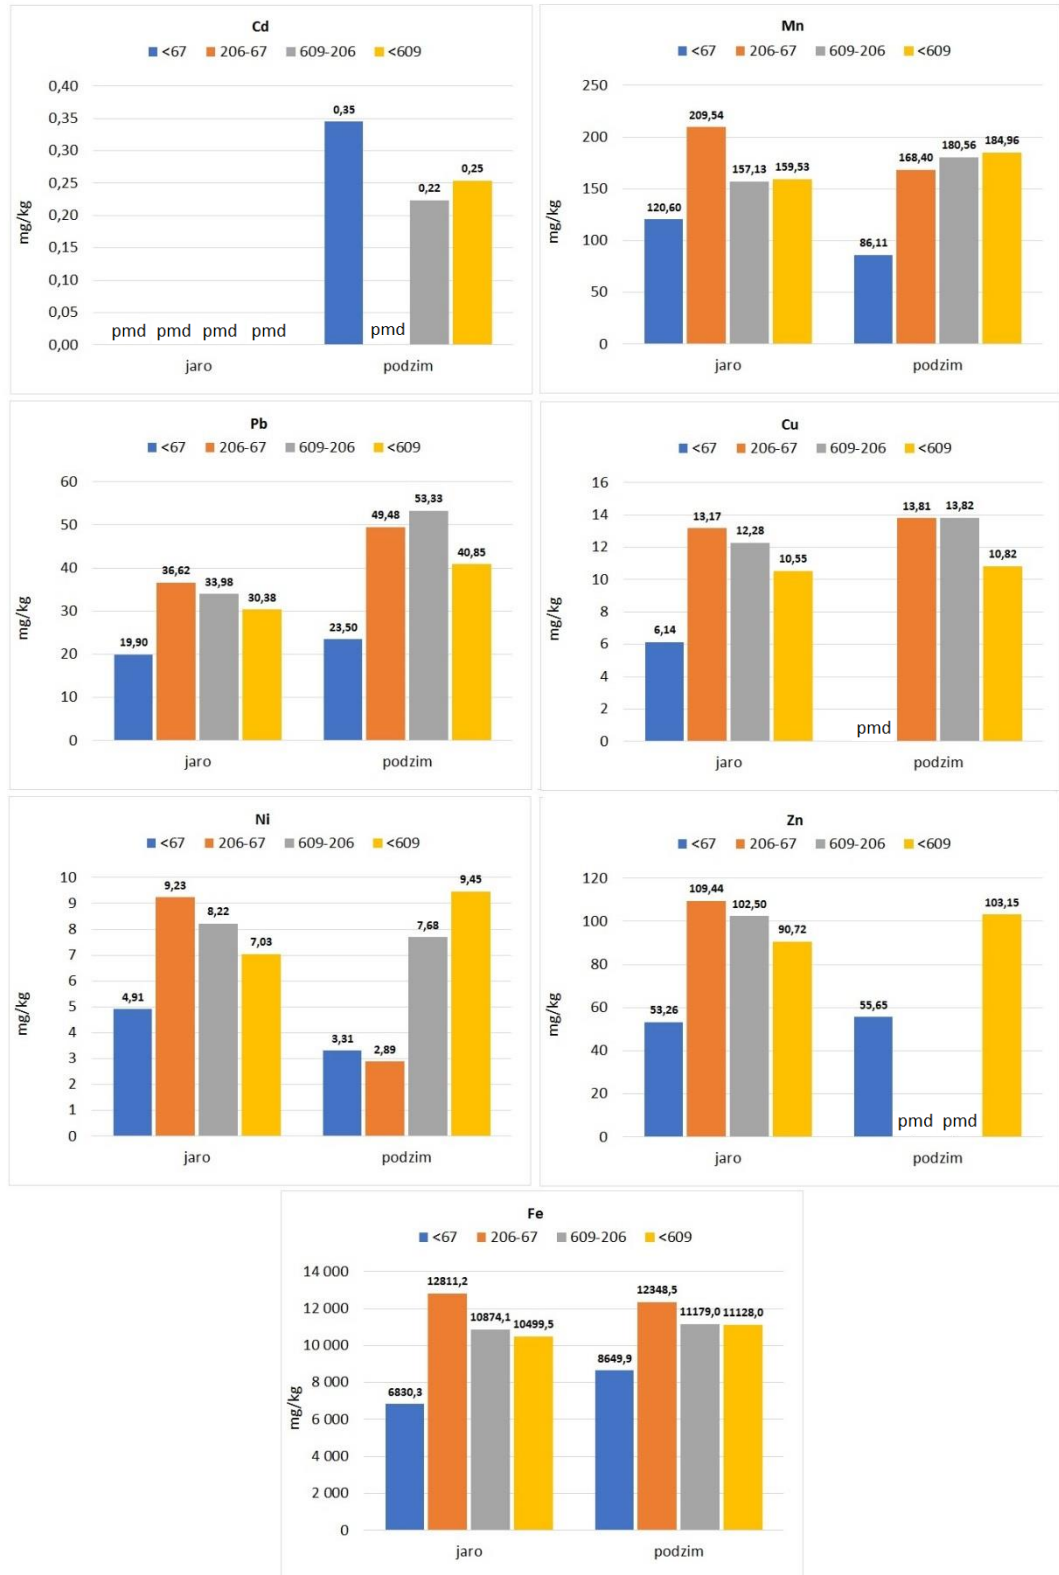 Cd
<67 206-67 609-206 <609
0,40
0,35
0,30
0,25
0,20
0,15
0,10
0,05
0,00
mg/kg
0,35
0,22
0,25
pmd pmd pmd pmd pmd
jaro podzim
Mn
<67 206-67 609-206 <609
250
200
150
100
50
0
mg/kg
120,60 209,54 157,13 159,53
86,11 168,40 180,56 184,96
jaro podzim
Pb
<67 206-67 609-206 <609
60
50
40
30
20
10
0
mg/kg
19,90 36,62 33,98 30,38
23,50 49,48 53,33 40,85
jaro podzim
Cu
<67 206-67 609-206 <609
16
14
12
10
8
6
4
2
0
mg/kg
6,14 13,17 12,28 10,55
pmd 13,81 13,82 10,82
jaro podzim
Ni
<67 206-67 609-206 <609
10
9
8
7
6
5
4
3
2
1
0
mg/kg
4,91 9,23 8,22 7,03
3,31 2,89 7,68 9,45
jaro podzim
Zn
<67 206-67 609-206 <609
120
100
80
60
40
20
0
mg/kg
53,26 109,44 102,50 90,72
55,65 pmd pmd 103,15
jaro podzim
Fe
<67 206-67 609-206 <609
14 000
12 000
10 000
8 000
6 000
4 000
2 000
0
mg/kg
6830,3 12811,2 10874,1 10499,5
8649,9 12348,5 11179,0 11128,0
jaro podzim